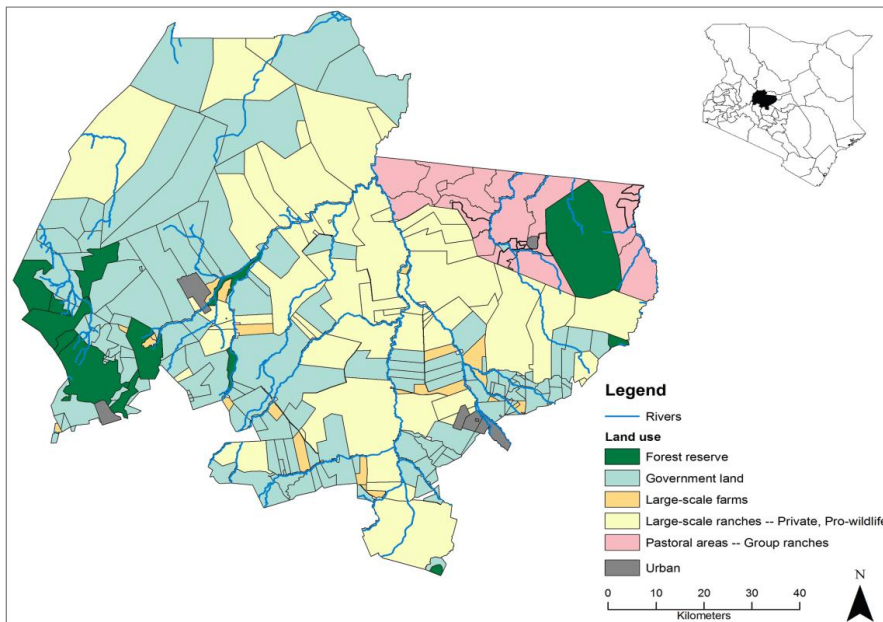 Legend
Rivers
Land use
Forest reserve
Government land
Large-scale farms
Large-scale ranches -- Private, Pro-wildlife
Pastoral areas -- Group ranches
Urban
N
0 10 20 30 40
Kilometers